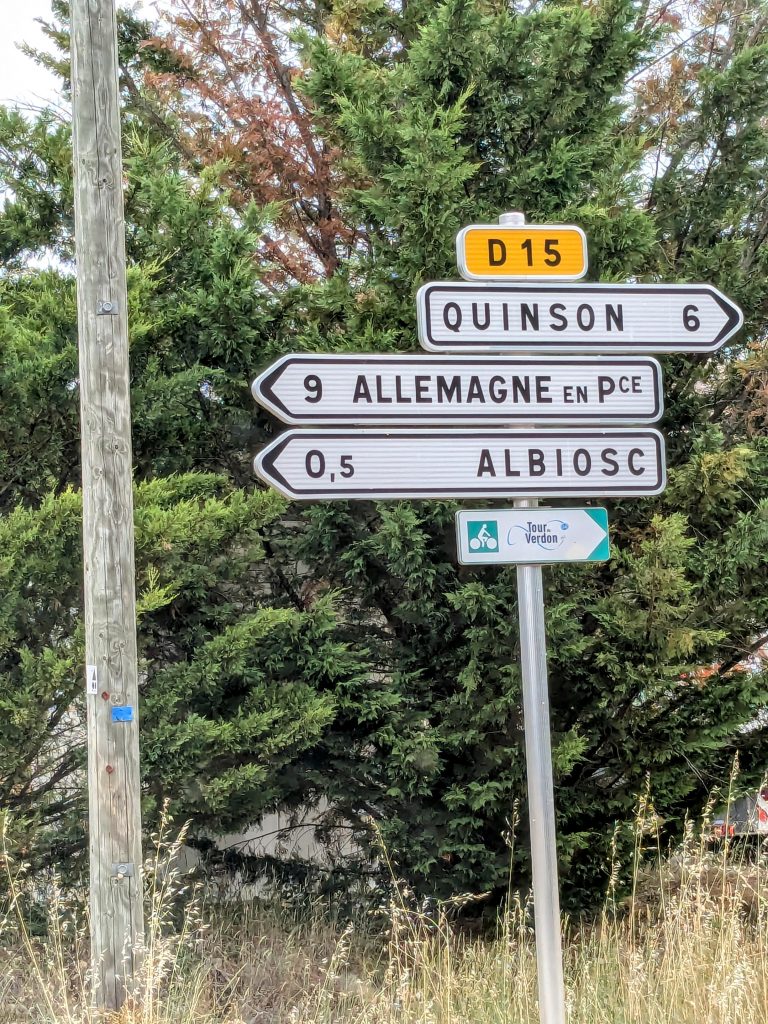 D 15
QUINSON 6
9 ALLEMAGNE EN PCE
0,5 ALBIOSC
Tour du
Verdon